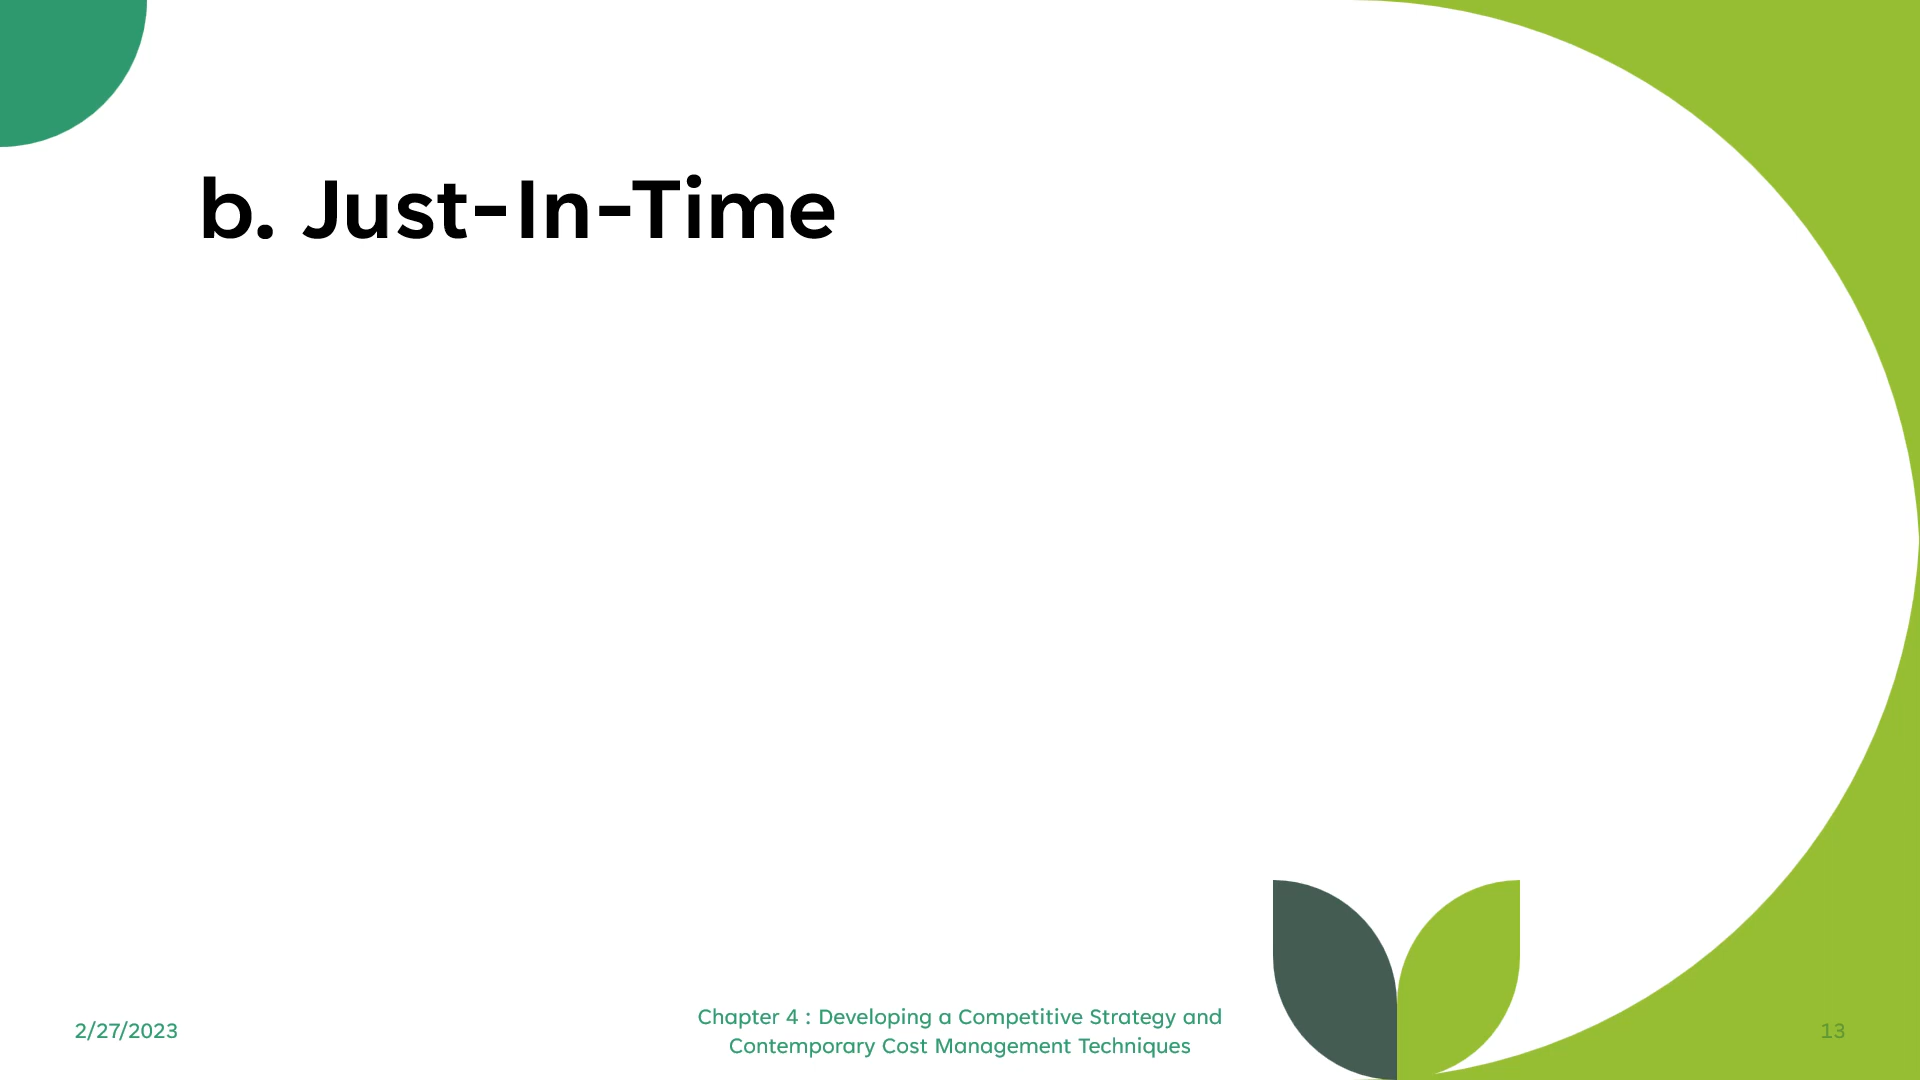 b. Just-In-Time
2/27/2023
Chapter 4 : Developing a Competitive Strategy and
Contemporary Cost Management Techniques
13